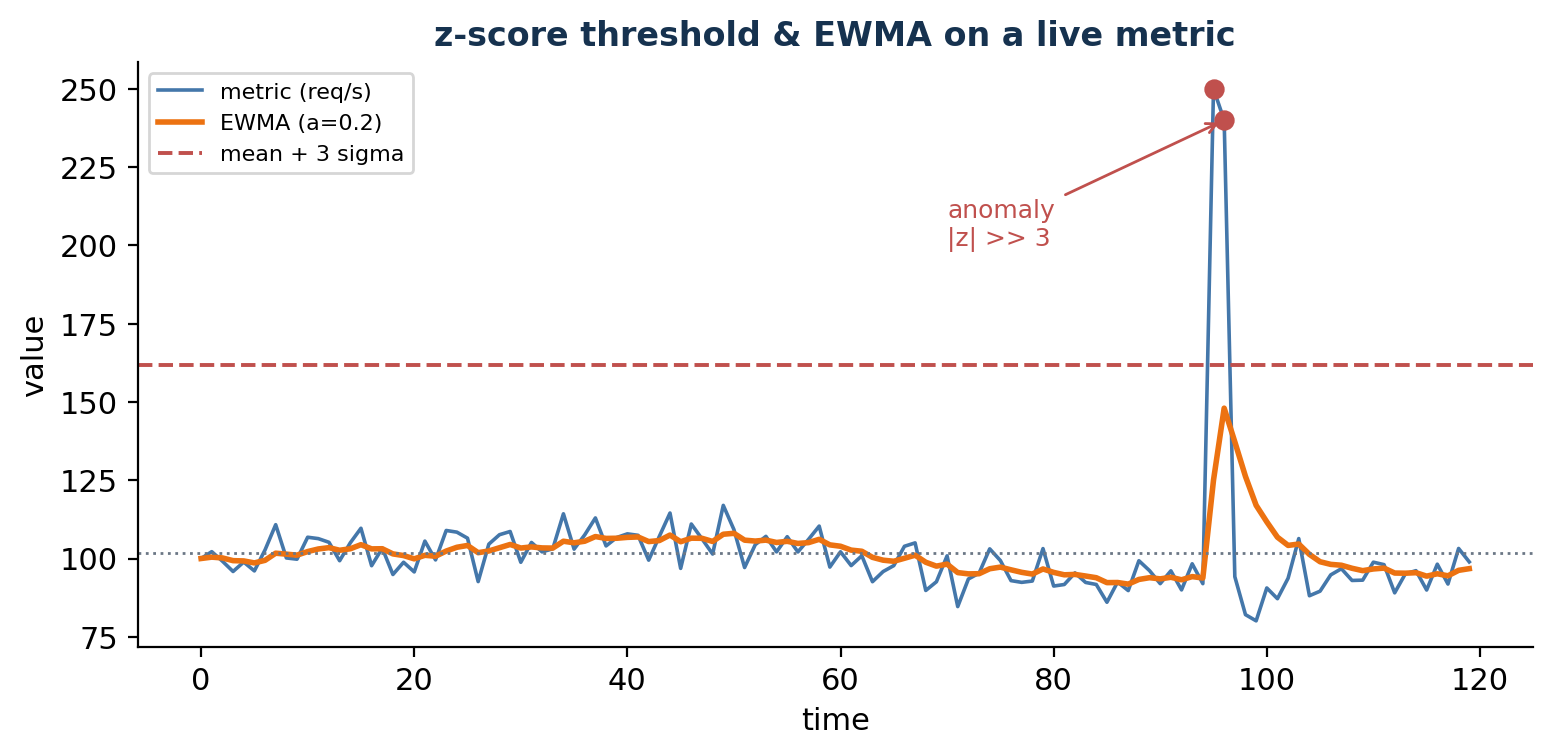 z-score threshold & EWMA on a live metric
metric (req/s)
EWMA (a=0.2)
mean + 3 sigma
anomaly
|z| >> 3
value
250
225
200
175
150
125
100
75
0 20 40 60 80 100 120
time